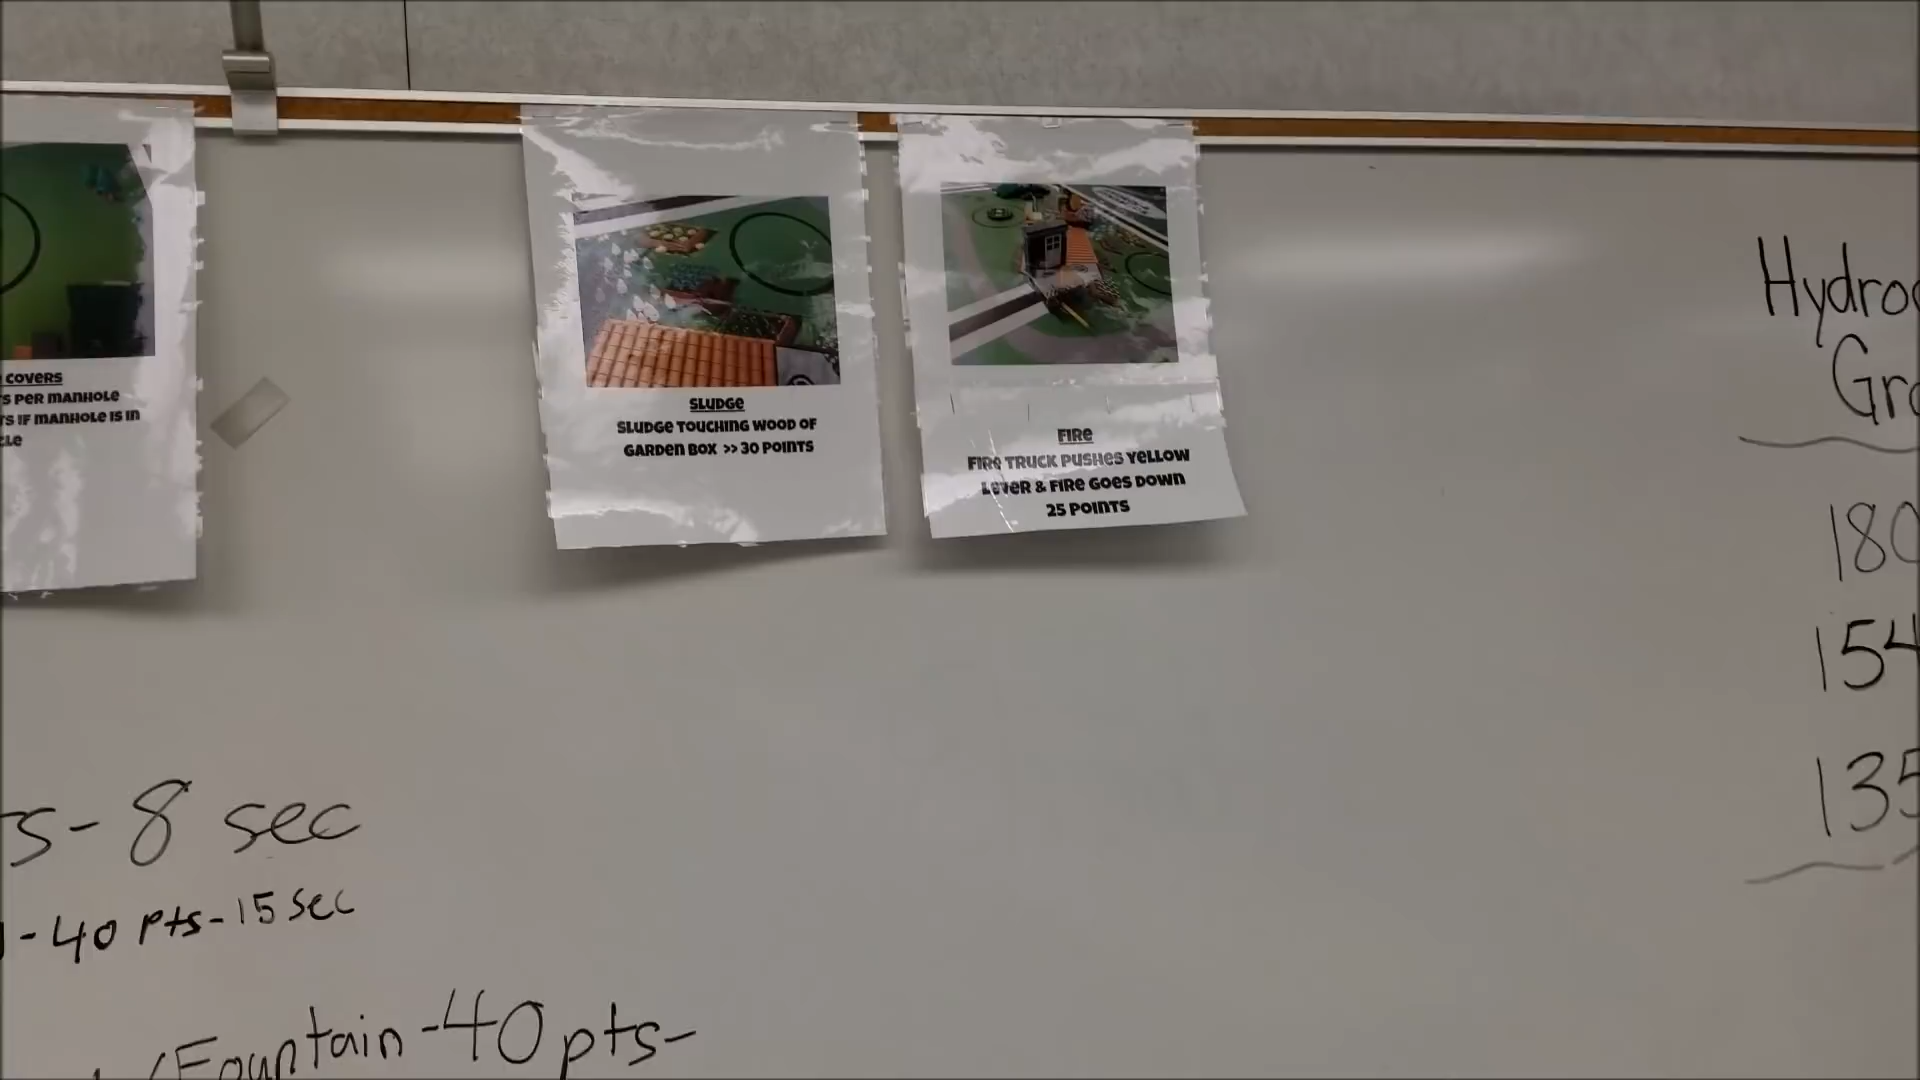 COVERS
PER MANHOLE
IF MANHOLE IS IN
SLUDGE
SLUDGE TOUCHING WOOD OF
GARDEN BOX >> 30 POINTS
FIRE
FIRE TRUCK PUSHES YELLOW
LEVER & FIRE GOES DOWN
25 POINTS
Hydro
Gr
180
154
135
- 8 sec
- 40 pts - 15 sec
/Fountain - 40 pts -